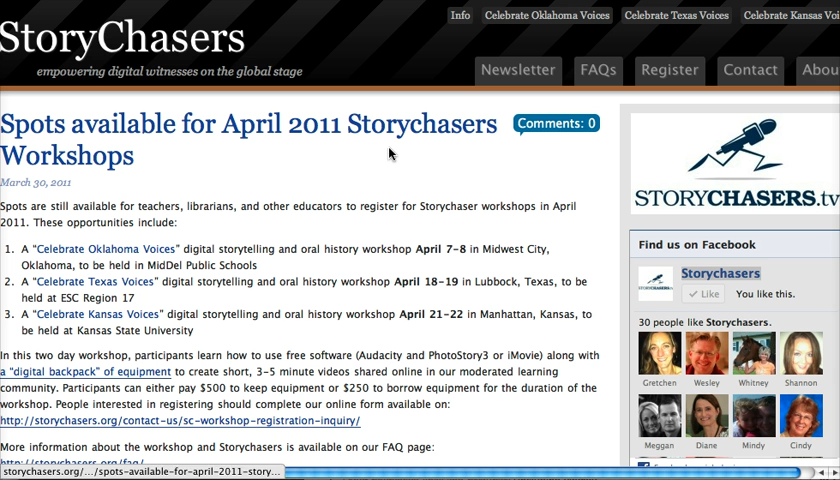 Info Celebrate Oklahoma Voices Celebrate Texas Voices Celebrate Kansas Voi
StoryChasers
empowering digital witnesses on the global stage
Newsletter FAQs Register Contact Abou
Spots available for April 2011 Storychasers
Workshops
Comments: 0
March 30, 2011
Spots are still available for teachers, librarians, and other educators to register for Storychaser workshops in April
2011. These opportunities include:
1. A “Celebrate Oklahoma Voices” digital storytelling and oral history workshop April 7-8 in Midwest City,
Oklahoma, to be held in MidDel Public Schools
2. A “Celebrate Texas Voices” digital storytelling and oral history workshop April 18-19 in Lubbock, Texas, to be
held at ESC Region 17
3. A “Celebrate Kansas Voices” digital storytelling and oral history workshop April 21-22 in Manhattan, Kansas, to
be held at Kansas State University
In this two day workshop, participants learn how to use free software (Audacity and PhotoStory3 or iMovie) along with
a “digital backpack” of equipment to create short, 3-5 minute videos shared online in our moderated learning
community. Participants can either pay $500 to keep equipment or $250 to borrow equipment for the duration of the
workshop. People interested in registering should complete our online form available on:
http://storychasers.org/contact-us/sc-workshop-registration-inquiry/
More information about the workshop and Storychasers is available on our FAQ page:
http://storychasers.org/faq/
storychasers.org/.../spots-available-for-april-2011-story...
STORYCHASERS.tv
Find us on Facebook
Storychasers
Like You like this.
30 people like Storychasers.
Gretchen Wesley Whitney Shannon
Meggan Diane Mindy Cindy